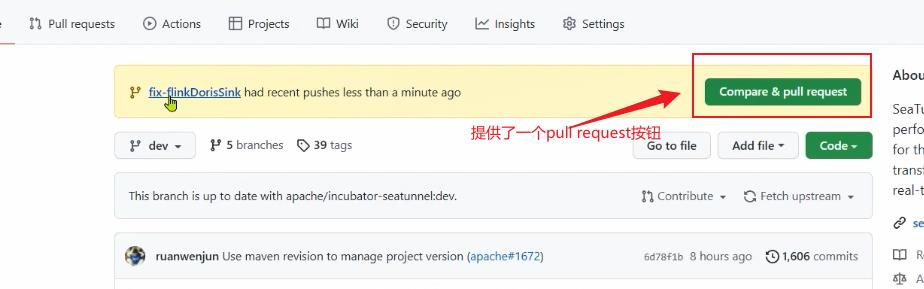 Pull requests Actions Projects Wiki Security Insights Settings
fix-flinkDorisSink had recent pushes less than a minute ago
Compare & pull request
Abou
提供了一个pull request按钮
dev 5 branches 39 tags Go to file Add file Code
SeaTu
perfo
for th
transf
real-t
This branch is up to date with apache/incubator-seatunnel:dev. Contribute Fetch upstream
se
ruanwenjun Use maven revision to manage project version (apache#1672) 6d78f1b 8 hours ago 1,606 commits